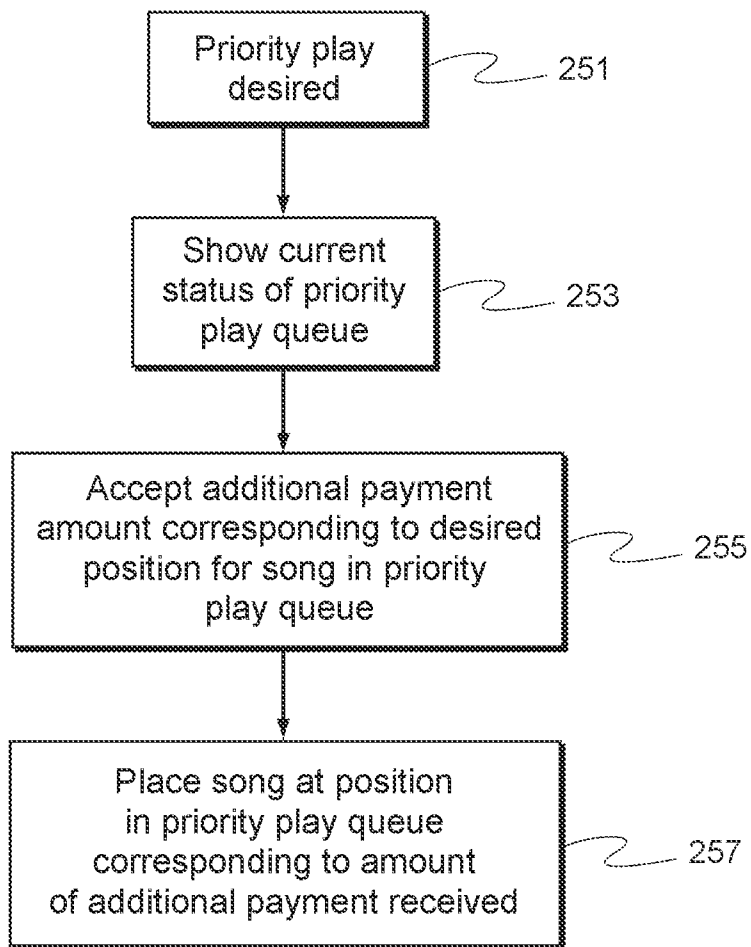 Priority play
desired
251
Show current
status of priority
play queue
253
Accept additional payment
amount corresponding to desired
position for song in priority
play queue
255
Place song at position
in priority play queue
corresponding to amount
of additional payment received
257